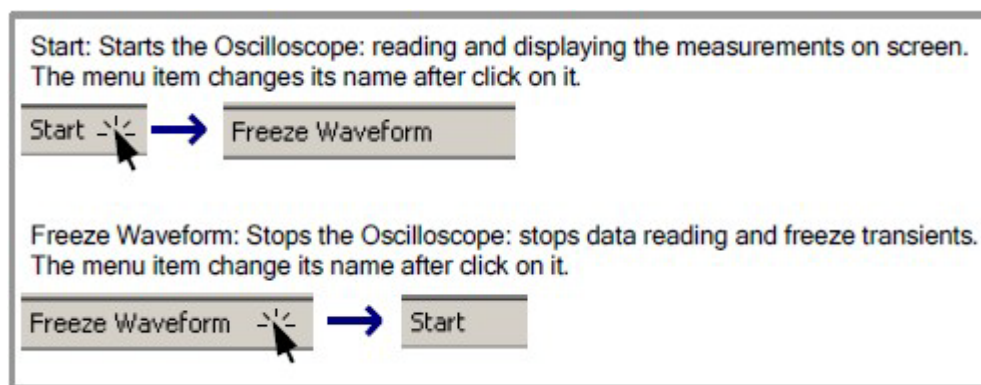 Start: Starts the Oscilloscope: reading and displaying the measurements on screen.
The menu item changes its name after click on it.
Start Freeze Waveform
Freeze Waveform: Stops the Oscilloscope: stops data reading and freeze transients.
The menu item change its name after click on it.
Freeze Waveform Start